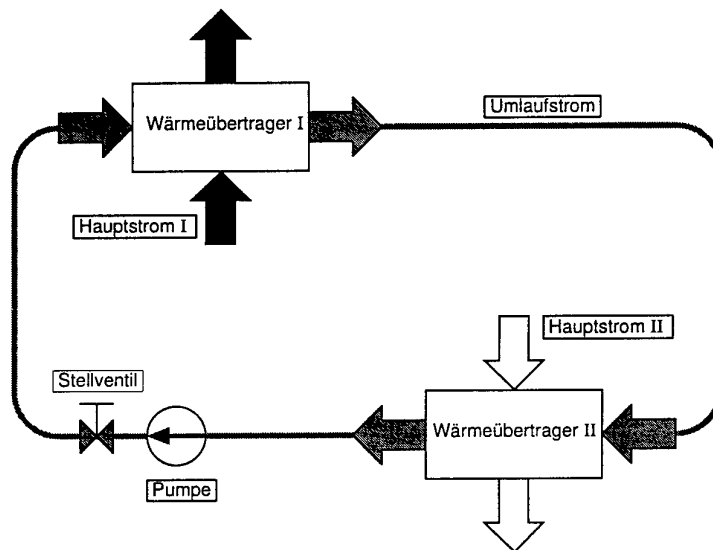 Wärmeübertrager I
Umlaufstrom
Hauptstrom I
Hauptstrom II
Stellventil
Wärmeübertrager II
Pumpe